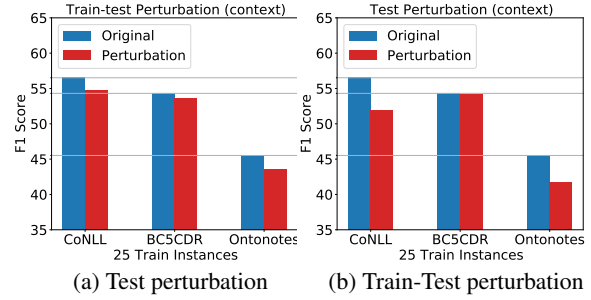 Train-test Perturbation (context)
65
60
55
50
45
40
35
F1 Score
Original
Perturbation
CoNLL BC5CDR Ontonotes
25 Train Instances
(a) Test perturbation
Test Perturbation (context)
65
60
55
50
45
40
35
F1 Score
Original
Perturbation
CoNLL BC5CDR Ontonotes
25 Train Instances
(b) Train-Test perturbation